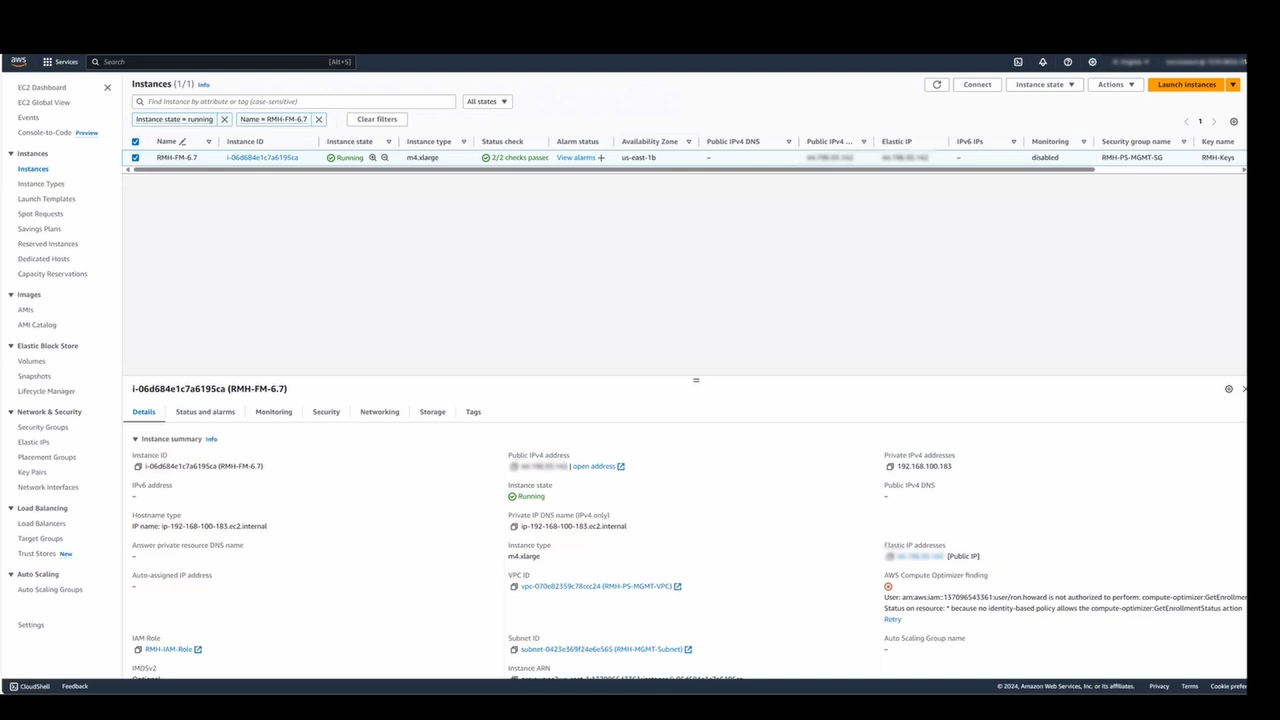 aws Services Search [Alt+S]
EC2 Dashboard
EC2 Global View
Events
Console-to-Code Preview
Instances
Instances
Instance Types
Launch Templates
Spot Requests
Savings Plans
Reserved Instances
Dedicated Hosts
Capacity Reservations
Images
AMIs
AMI Catalog
Elastic Block Store
Volumes
Snapshots
Lifecycle Manager
Network & Security
Security Groups
Elastic IPs
Placement Groups
Key Pairs
Network Interfaces
Load Balancing
Load Balancers
Target Groups
Trust Stores New
Auto Scaling
Auto Scaling Groups
Settings
Instances (1/1) Info Connect Instance state Actions Launch instances
Find Instance by attribute or tag (case-sensitive) All states
Instance state = running Name = RMH-FM-6.7 Clear filters 1
Name Instance ID Instance state Instance type Status check Alarm status Availability Zone Public IPv4 DNS Public IPv4 ... Elastic IP IPv6 IPs Monitoring Security group name Key name
RMH-FM-6.7 i-06d684e1c7a6195ca Running m4.xlarge 2/2 checks passed View alarms + us-east-1b – – disabled RMH-PS-MGMT-SG RMH-Keys
i-06d684e1c7a6195ca (RMH-FM-6.7)
Details Status and alarms Monitoring Security Networking Storage Tags
Instance summary Info
Instance ID Public IPv4 address Private IPv4 addresses
i-06d684e1c7a6195ca (RMH-FM-6.7) | open address 192.168.100.183
IPv6 address Instance state Public IPv4 DNS
– Running –
Hostname type Private IP DNS name (IPv4 only)
IP name: ip-192-168-100-183.ec2.internal ip-192-168-100-183.ec2.internal
Answer private resource DNS name Instance type Elastic IP addresses
– m4.xlarge [Public IP]
Auto-assigned IP address VPC ID AWS Compute Optimizer finding
– vpc-070e82359c78ccc24 (RMH-PS-MGMT-VPC)
User: arn:aws:iam::137096543361:user/ron.howard is not authorized to perform: compute-optimizer:GetEnrollment
Status on resource: * because no identity-based policy allows the compute-optimizer:GetEnrollmentStatus action
Retry
IAM Role Subnet ID Auto Scaling Group name
RMH-IAM-Role subnet-0423e369f24e6e565 (RMH-MGMT-Subnet) –
IMDSv2 Instance ARN
CloudShell Feedback © 2024, Amazon Web Services, Inc. or its affiliates. Privacy Terms Cookie prefer